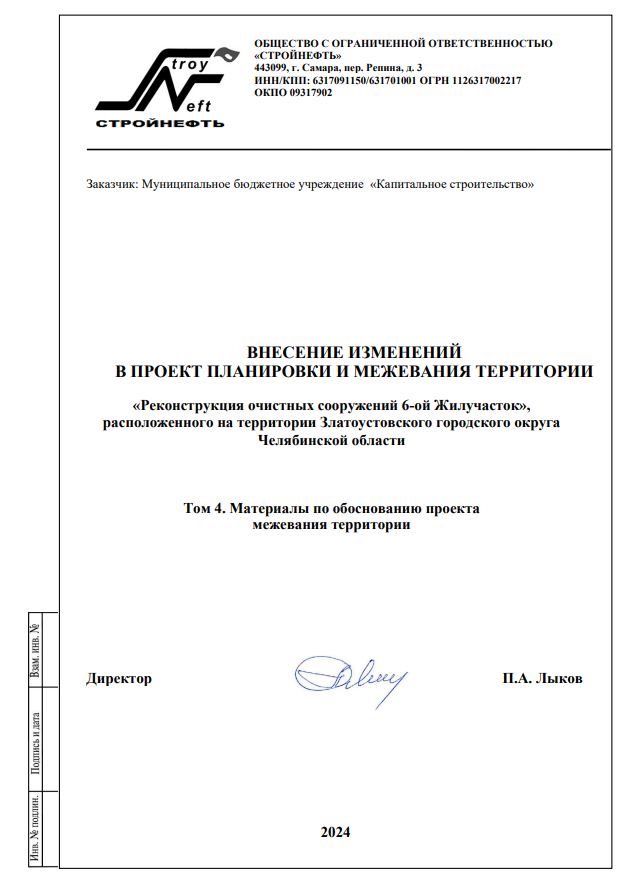 troy
eft
СТРОЙНЕФТЬ
ОБЩЕСТВО С ОГРАНИЧЕННОЙ ОТВЕТСТВЕННОСТЬЮ
«СТРОЙНЕФТЬ»
443099, г. Самара, пер. Репина, д. 3
ИНН/КПП: 6317091150/631701001 ОГРН 1126317002217
ОКПО 09317902
Заказчик: Муниципальное бюджетное учреждение «Капитальное строительство»
ВНЕСЕНИЕ ИЗМЕНЕНИЙ
В ПРОЕКТ ПЛАНИРОВКИ И МЕЖЕВАНИЯ ТЕРРИТОРИИ
«Реконструкция очистных сооружений 6-ой Жилучасток»,
расположенного на территории Златоустовского городского округа
Челябинской области
Том 4. Материалы по обоснованию проекта
межевания территории
Взам. инв. №
Подпись и дата
Инв. № подлин.
Директор П.А. Лыков
2024